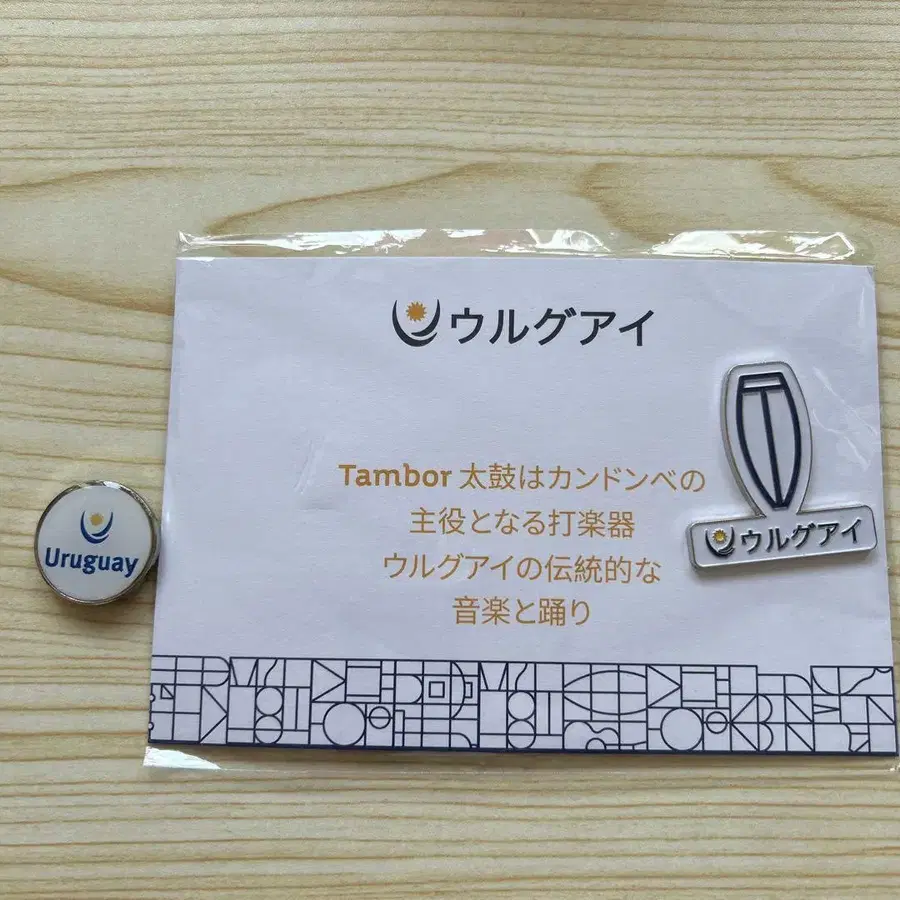 ウルグアイ
Tambor 太鼓はカンドンベの
主役となる打楽器
ウルグアイの伝統的な
音楽と踊り
ウルグアイ
Uruguay